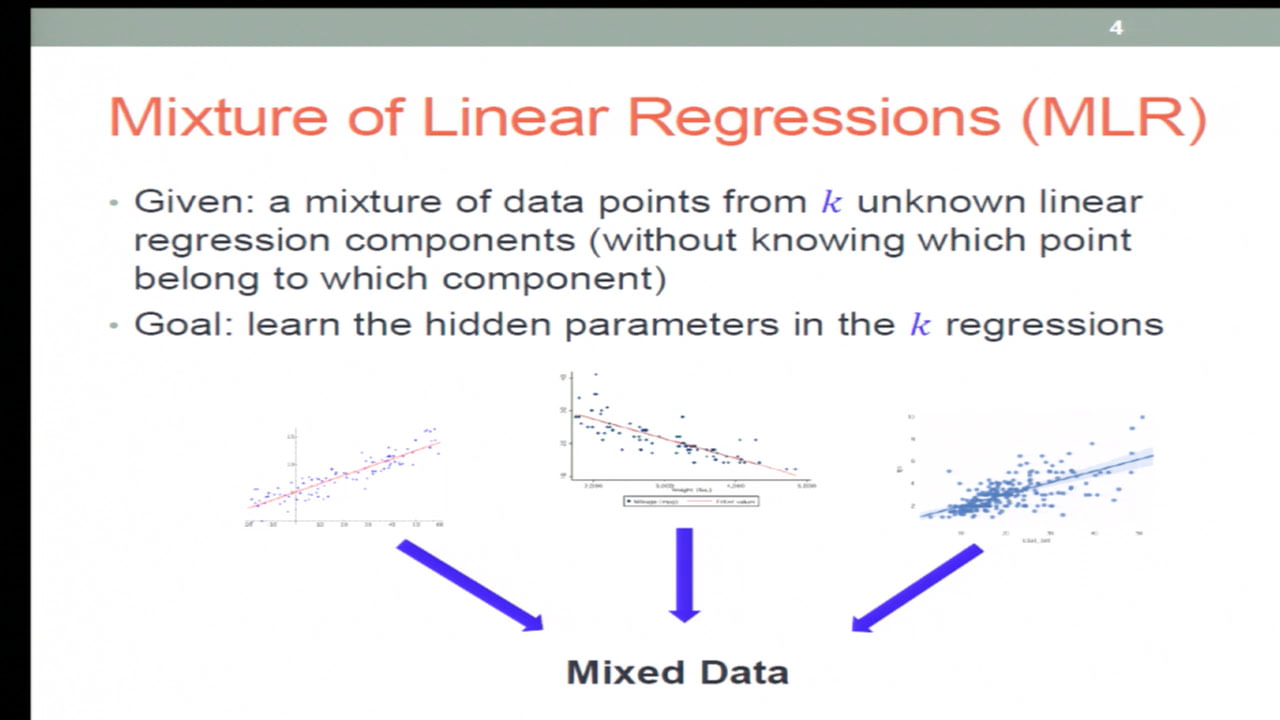 4
Mixture of Linear Regressions (MLR)
• Given: a mixture of data points from k unknown linear
regression components (without knowing which point
belong to which component)
• Goal: learn the hidden parameters in the k regressions
Mixed Data